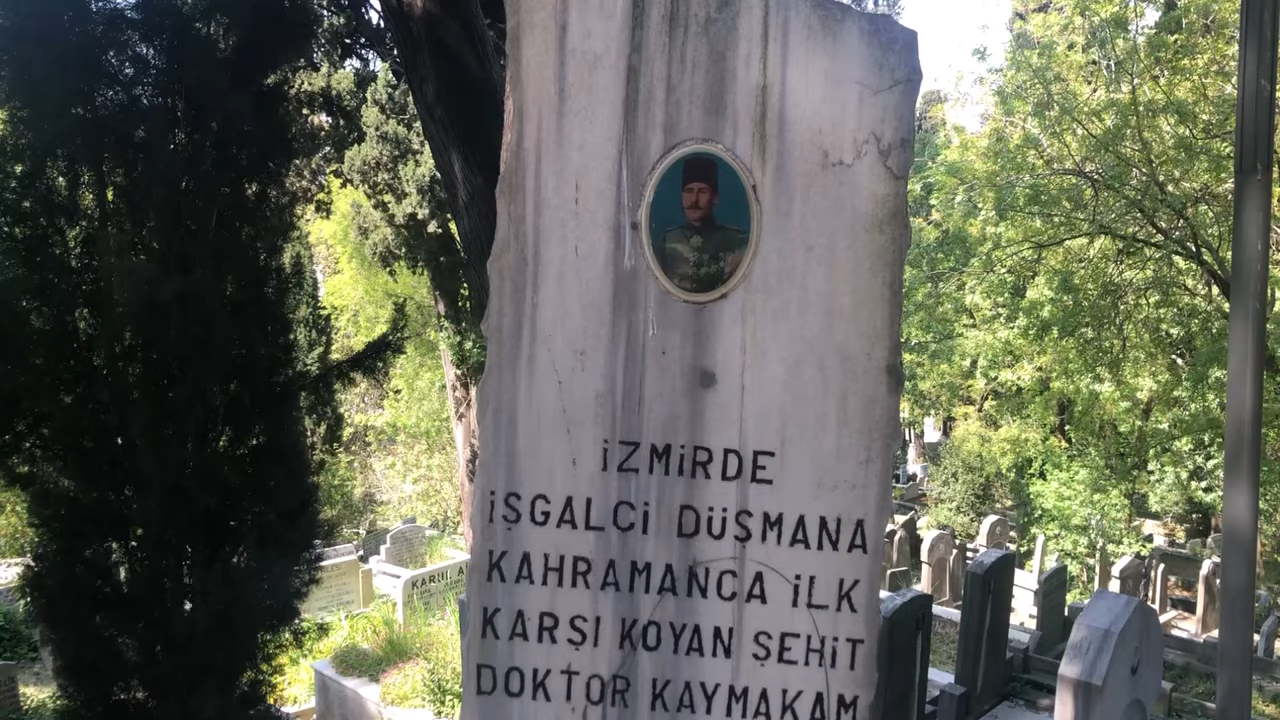 İZMİRDE
İŞGALCİ DÜŞMANA
KAHRAMANCA İLK
KARŞI KOYAN ŞEHİT
DOKTOR KAYMAKAM